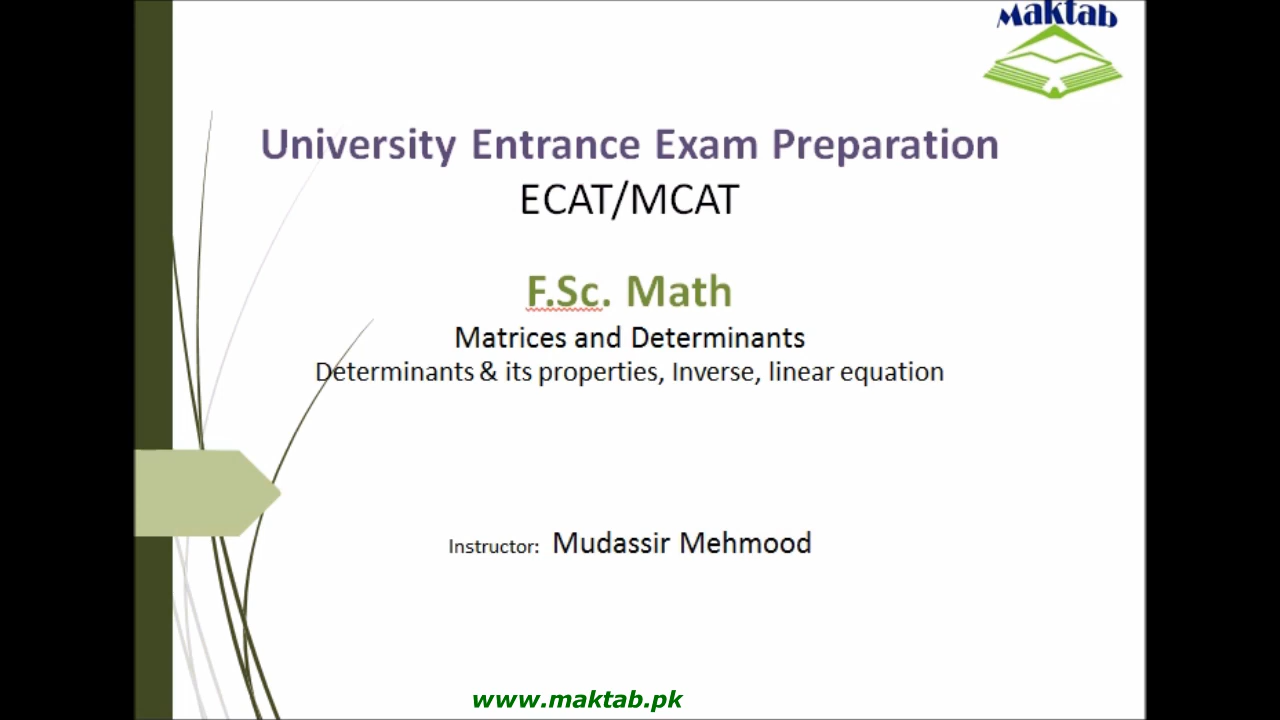 Maktab
University Entrance Exam Preparation
ECAT/MCAT
F.Sc. Math
Matrices and Determinants
Determinants & its properties, Inverse, linear equation
Instructor: Mudassir Mehmood
www.maktab.pk